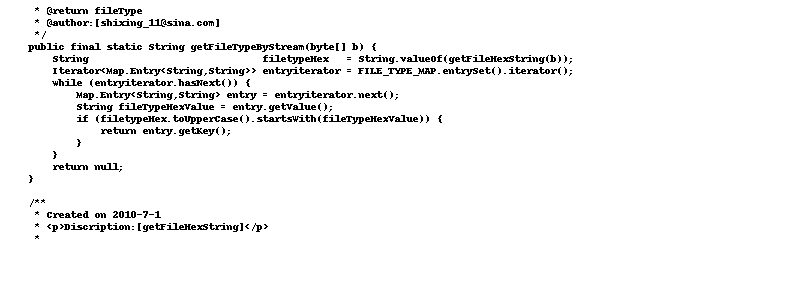 * @return fileType
     * @author:[shixing_11@sina.com]
     */
    public final static String getFileTypeByStream(byte[] b) {
        String                             filetypeHex   = String.valueOf(getFileHexString(b));
        Iterator<Map.Entry<String,String>> entryiterator = FILE_TYPE_MAP.entrySet().iterator();
        while (entryiterator.hasNext()) {
            Map.Entry<String,String> entry = entryiterator.next();
            String fileTypeHexValue = entry.getValue();
            if (filetypeHex.toUpperCase().startsWith(fileTypeHexValue)) {
                return entry.getKey();
            }
        }
        return null;
    }

    /**
     * Created on 2010-7-1
     * <p>Discription:[getFileHexString]</p>
     *